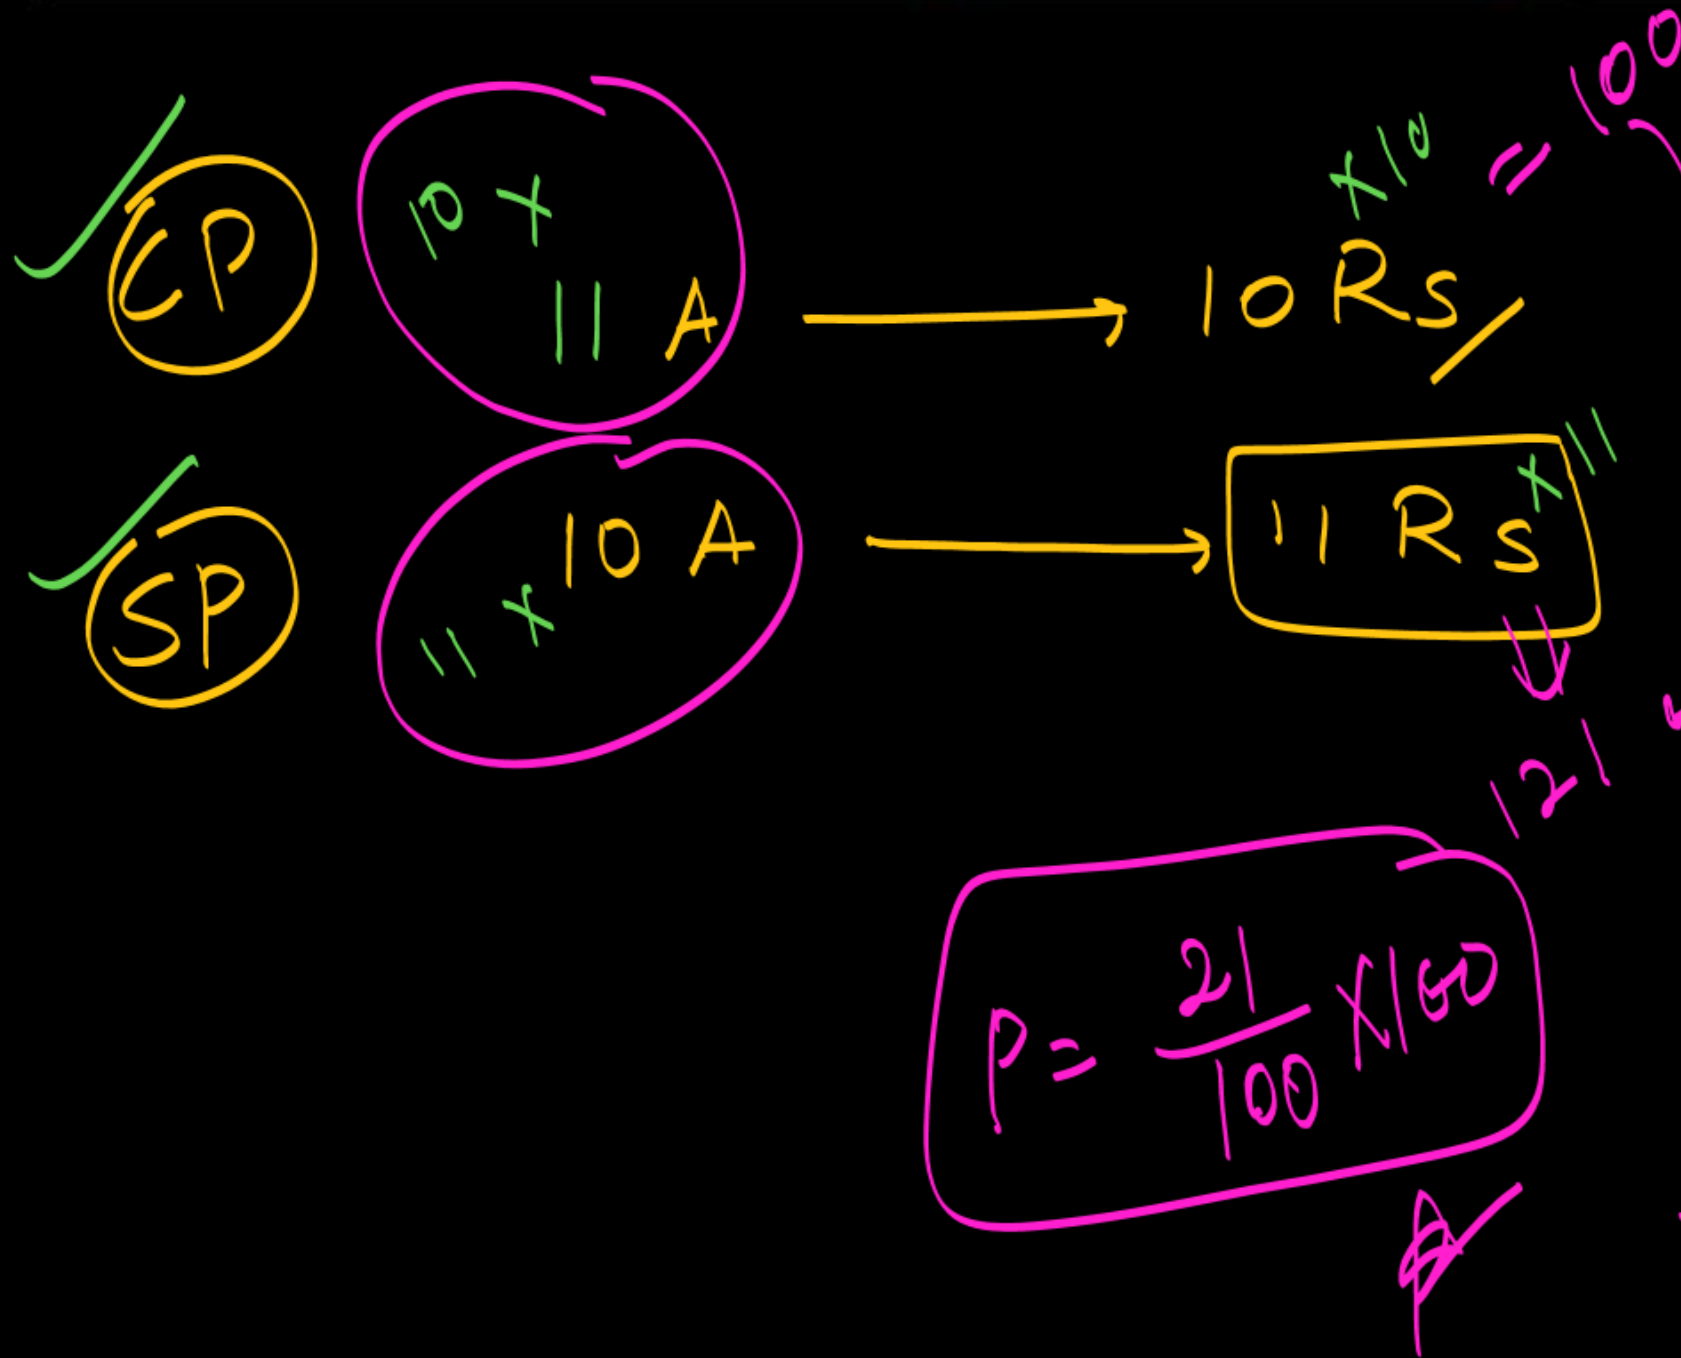 ×10 = 100
CP 10 × 11 A → 10 Rs/
SP 11 × 10 A → 11 Rs × 11
121
P = 21/100 × 100